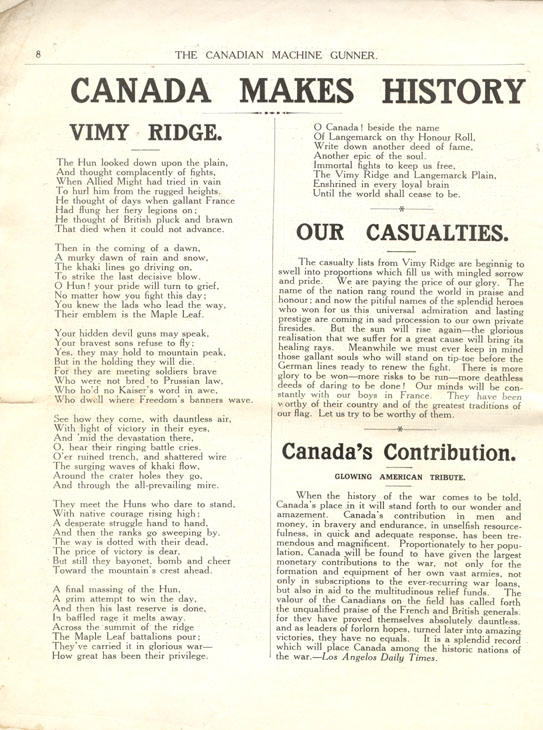 8
THE CANADIAN MACHINE GUNNER.
CANADA MAKES HISTORY
VIMY RIDGE.
The Hun looked down upon the plain,
And thought complacently of fights,
When Allied Might had tried in vain
To hurl him from the rugged heights.
He thought of days when gallant France
Had flung her fiery legions on;
He thought of British pluck and brawn
That died when it could not advance.
Then in the coming of a dawn,
A murky dawn of rain and snow,
The khaki lines go driving on,
To strike the last decisive blow.
O Hun! your pride will turn to grief,
No matter how you fight this day;
You knew the lads who lead the way,
Their emblem is the Maple Leaf.
Your hidden devil guns may speak,
Your bravest sons refuse to fly;
Yes, they may hold to mountain peak,
But in the holding they will die.
For they are meeting soldiers brave
Who were not bred to Prussian law,
Who ho'd no Kaiser's word in awe,
Who dwell where Freedom's banners wave.
See how they come, with dauntless air,
With light of victory in their eyes,
And 'mid the devastation there,
O, hear their ringing battle cries.
O'er ruined trench, and shattered wire
The surging waves of khaki flow,
Around the crater holes they go,
And through the all-prevailing mire.
They meet the Huns who dare to stand,
With native courage rising high;
A desperate struggle hand to hand,
And then the ranks go sweeping by.
The way is dotted with their dead,
The price of victory is dear,
But still they bayonet, bomb and cheer
Toward the mountain's crest ahead.
A final massing of the Hun,
A grim attempt to win the day,
And then his last reserve is done,
In baffled rage it melts away.
Across the summit of the ridge
The Maple Leaf battalions pour;
They've carried it in glorious war—
How great has been their privilege.
O Canada! beside the name
Of Langemarck on thy Honour Roll,
Write down another deed of fame,
Another epic of the soul.
Immortal fights to keep us free,
The Vimy Ridge and Langemarck Plain,
Enshrined in every loyal brain
Until the world shall cease to be.
OUR CASUALTIES.
The casualty lists from Vimy Ridge are beginnig to
swell into proportions which fill us with mingled sorrow
and pride. We are paying the price of our glory. The
name of the nation rang round the world in praise and
honour; and now the pitiful names of the splendid heroes
who won for us this universal admiration and lasting
prestige are coming in sad procession to our own private
firesides. But the sun will rise again—the glorious
realisation that we suffer for a great cause will bring its
healing rays. Meanwhile we must ever keep in mind
those gallant souls who will stand on tip-toe before the
German lines ready to renew the fight. There is more
glory to be won—more risks to be run—more deathless
deeds of daring to be done! Our minds will be con-
stantly with our boys in France. They have been
worthy of their country and of the greatest traditions of
our flag. Let us try to be worthy of them.
Canada's Contribution.
GLOWING AMERICAN TRIBUTE.
When the history of the war comes to be told,
Canada's place in it will stand forth to our wonder and
amazement. Canada's contribution in men and
money, in bravery and endurance, in unselfish resource-
fulness, in quick and adequate response, has been tre-
mendous and magnificent. Proportionately to her popu-
lation, Canada will be found to have given the largest
monetary contributions to the war, not only for the
formation and equipment of her own vast armies, not
only in subscriptions to the ever-recurring war loans,
but also in aid to the multitudinous relief funds. The
valour of the Canadians on the field has called forth
the unqualified praise of the French and British generals.
for they have proved themselves absolutely dauntless.
and as leaders of forlorn hopes, turned later into amazing
victories, they have no equals. It is a splendid record
which will place Canada among the historic nations of
the war.—Los Angelos Daily Times.